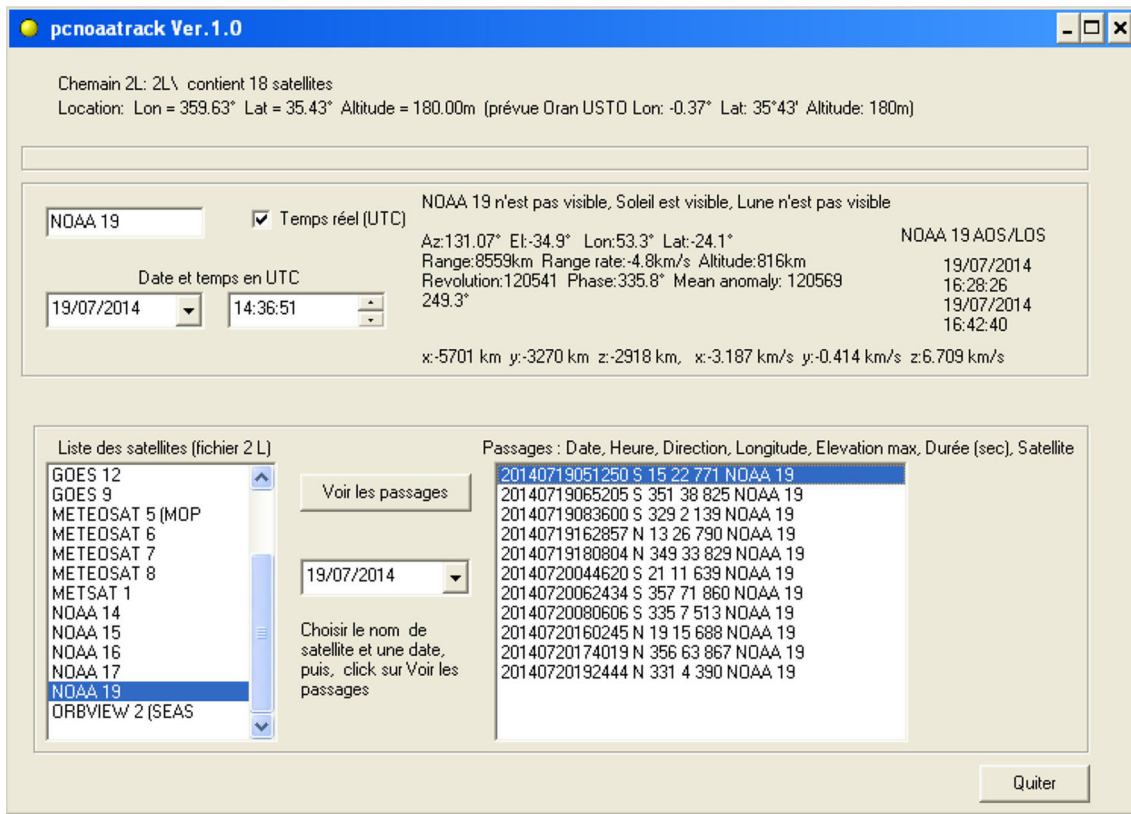 pcnoaatrack Ver.1.0
Chemain 2L: 2L\ contient 18 satellites
Location: Lon = 359.63° Lat = 35.43° Altitude = 180.00m (prévue Oran USTO Lon: -0.37° Lat: 35°43' Altitude: 180m)
NOAA 19
Temps réel (UTC)
Date et temps en UTC
19/07/2014
14:36:51
NOAA 19 n'est pas visible, Soleil est visible, Lune n'est pas visible
Az:131.07° El:-34.9° Lon:53.3° Lat:-24.1°
Range:8559km Range rate:-4.8km/s Altitude:816km
Revolution:120541 Phase:335.8° Mean anomaly: 120569
249.3°
NOAA 19 AOS/LOS
19/07/2014
16:28:26
19/07/2014
16:42:40
x:-5701 km y:-3270 km z:-2918 km, x:-3.187 km/s y:-0.414 km/s z:6.709 km/s
Liste des satellites (fichier 2 L)
GOES 12
GOES 9
METEOSAT 5 (MOP
METEOSAT 6
METEOSAT 7
METEOSAT 8
METSAT 1
NOAA 14
NOAA 15
NOAA 16
NOAA 17
NOAA 19
ORBVIEW 2 (SEAS
Voir les passages
19/07/2014
Choisir le nom de
satellite et une date,
puis, click sur Voir les
passages
Passages : Date, Heure, Direction, Longitude, Elevation max, Durée (sec), Satellite
20140719051250 S 15 22 771 NOAA 19
20140719065205 S 351 38 825 NOAA 19
20140719083600 S 329 2 139 NOAA 19
20140719162857 N 13 26 790 NOAA 19
20140719180804 N 349 33 829 NOAA 19
20140720044620 S 21 11 639 NOAA 19
20140720062434 S 357 71 860 NOAA 19
20140720080606 S 335 7 513 NOAA 19
20140720160245 N 19 15 688 NOAA 19
20140720174019 N 356 63 867 NOAA 19
20140720192444 N 331 4 390 NOAA 19
Quiter